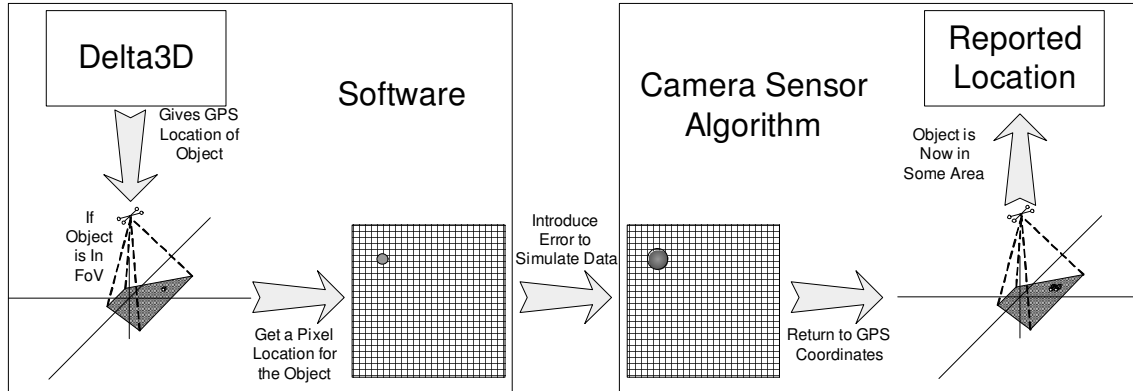 Delta3D
Gives GPS
Location of
Object
Software
If
Object
is In
FoV
Get a Pixel
Location for
the Object
Introduce
Error to
Simulate Data
Camera Sensor
Algorithm
Return to GPS
Coordinates
Reported
Location
Object is
Now in
Some Area